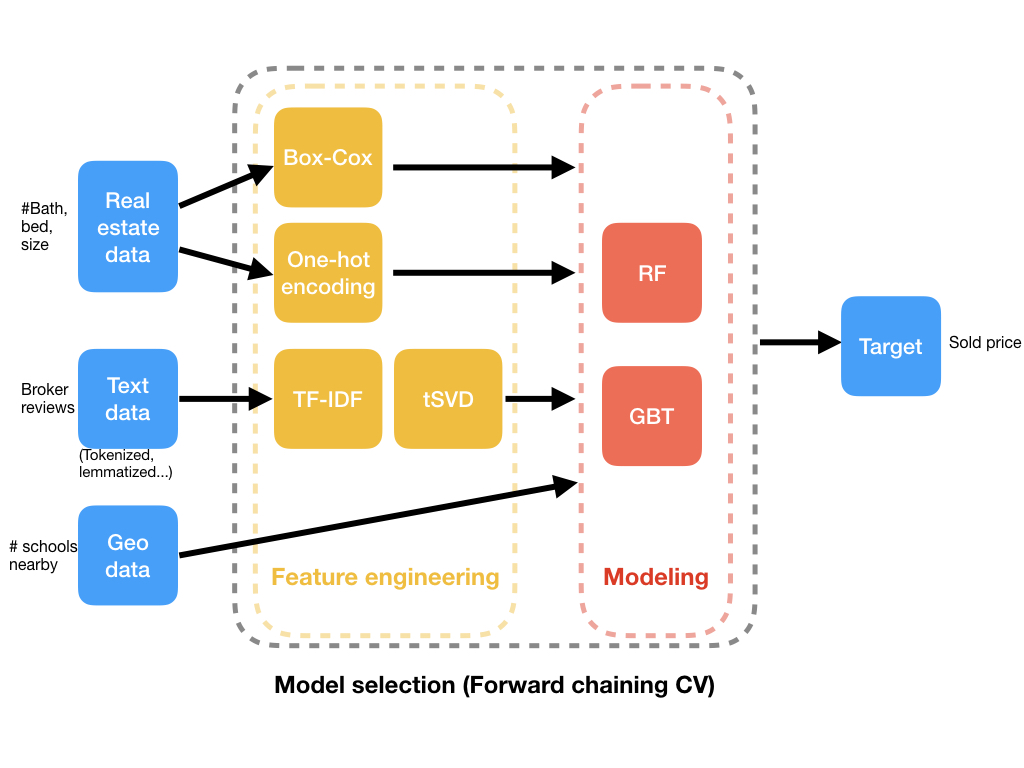 #Bath,
bed,
size
Real
estate
data
Box-Cox
One-hot
encoding
RF
Target
Sold price
Broker
reviews
Text
data
(Tokenized,
lemmatized...)
TF-IDF
tSVD
GBT
# schools
nearby
Geo
data
Feature engineering
Modeling
Model selection (Forward chaining CV)